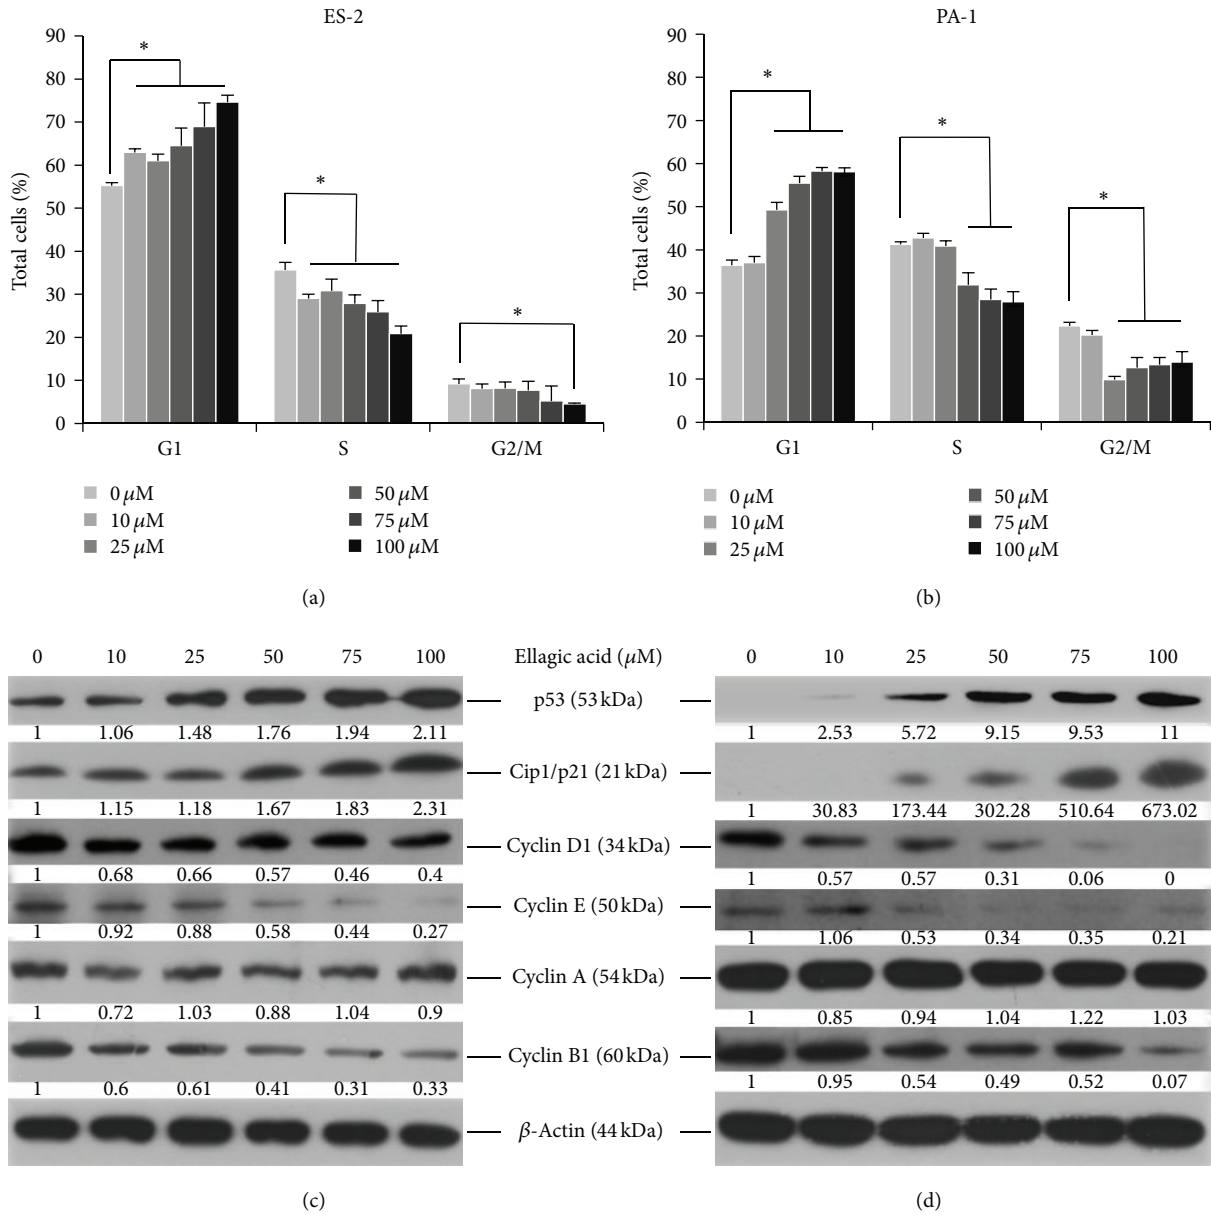 ES-2
90
80
70
60
50
40
30
20
10
0
Total cells (%)
*
*
*
G1 S G2/M
0 μM 50 μM
10 μM 75 μM
25 μM 100 μM
(a)
PA-1
90
80
70
60
50
40
30
20
10
0
Total cells (%)
*
*
*
G1 S G2/M
0 μM 50 μM
10 μM 75 μM
25 μM 100 μM
(b)
0 10 25 50 75 100 Ellagic acid (μM) 0 10 25 50 75 100
p53 (53 kDa)
1 1.06 1.48 1.76 1.94 2.11 1 2.53 5.72 9.15 9.53 11
Cip1/p21 (21 kDa)
1 1.15 1.18 1.67 1.83 2.31 1 30.83 173.44 302.28 510.64 673.02
Cyclin D1 (34 kDa)
1 0.68 0.66 0.57 0.46 0.4 1 0.57 0.57 0.31 0.06 0
Cyclin E (50 kDa)
1 0.92 0.88 0.58 0.44 0.27 1 1.06 0.53 0.34 0.35 0.21
Cyclin A (54 kDa)
1 0.72 1.03 0.88 1.04 0.9 1 0.85 0.94 1.04 1.22 1.03
Cyclin B1 (60 kDa)
1 0.6 0.61 0.41 0.31 0.33 1 0.95 0.54 0.49 0.52 0.07
β-Actin (44 kDa)
(c) (d)